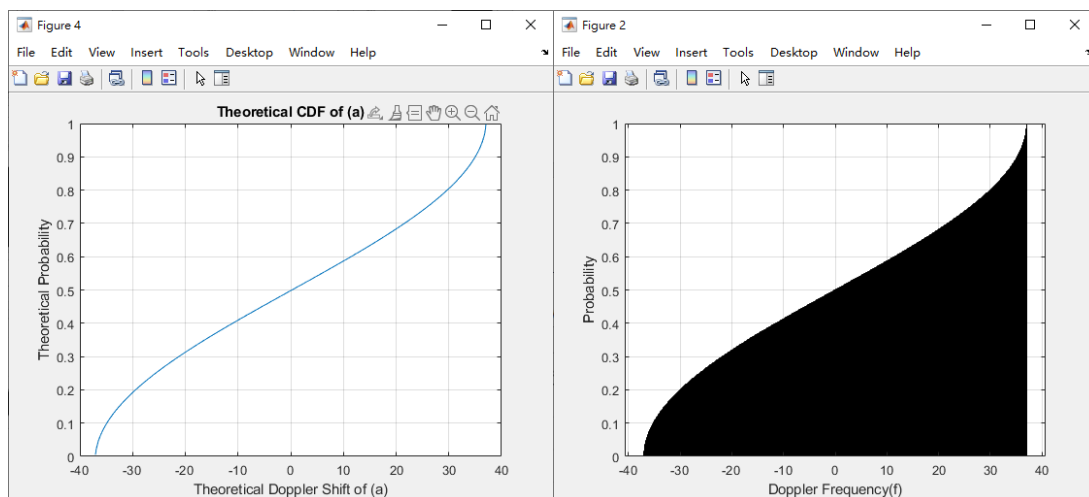 Figure 4
File Edit View Insert Tools Desktop Window Help
Theoretical CDF of (a)
Theoretical Probability
1
0.9
0.8
0.7
0.6
0.5
0.4
0.3
0.2
0.1
0
-40 -30 -20 -10 0 10 20 30 40
Theoretical Doppler Shift of (a)
Figure 2
File Edit View Insert Tools Desktop Window Help
Probability
1
0.9
0.8
0.7
0.6
0.5
0.4
0.3
0.2
0.1
0
-40 -30 -20 -10 0 10 20 30 40
Doppler Frequency(f)